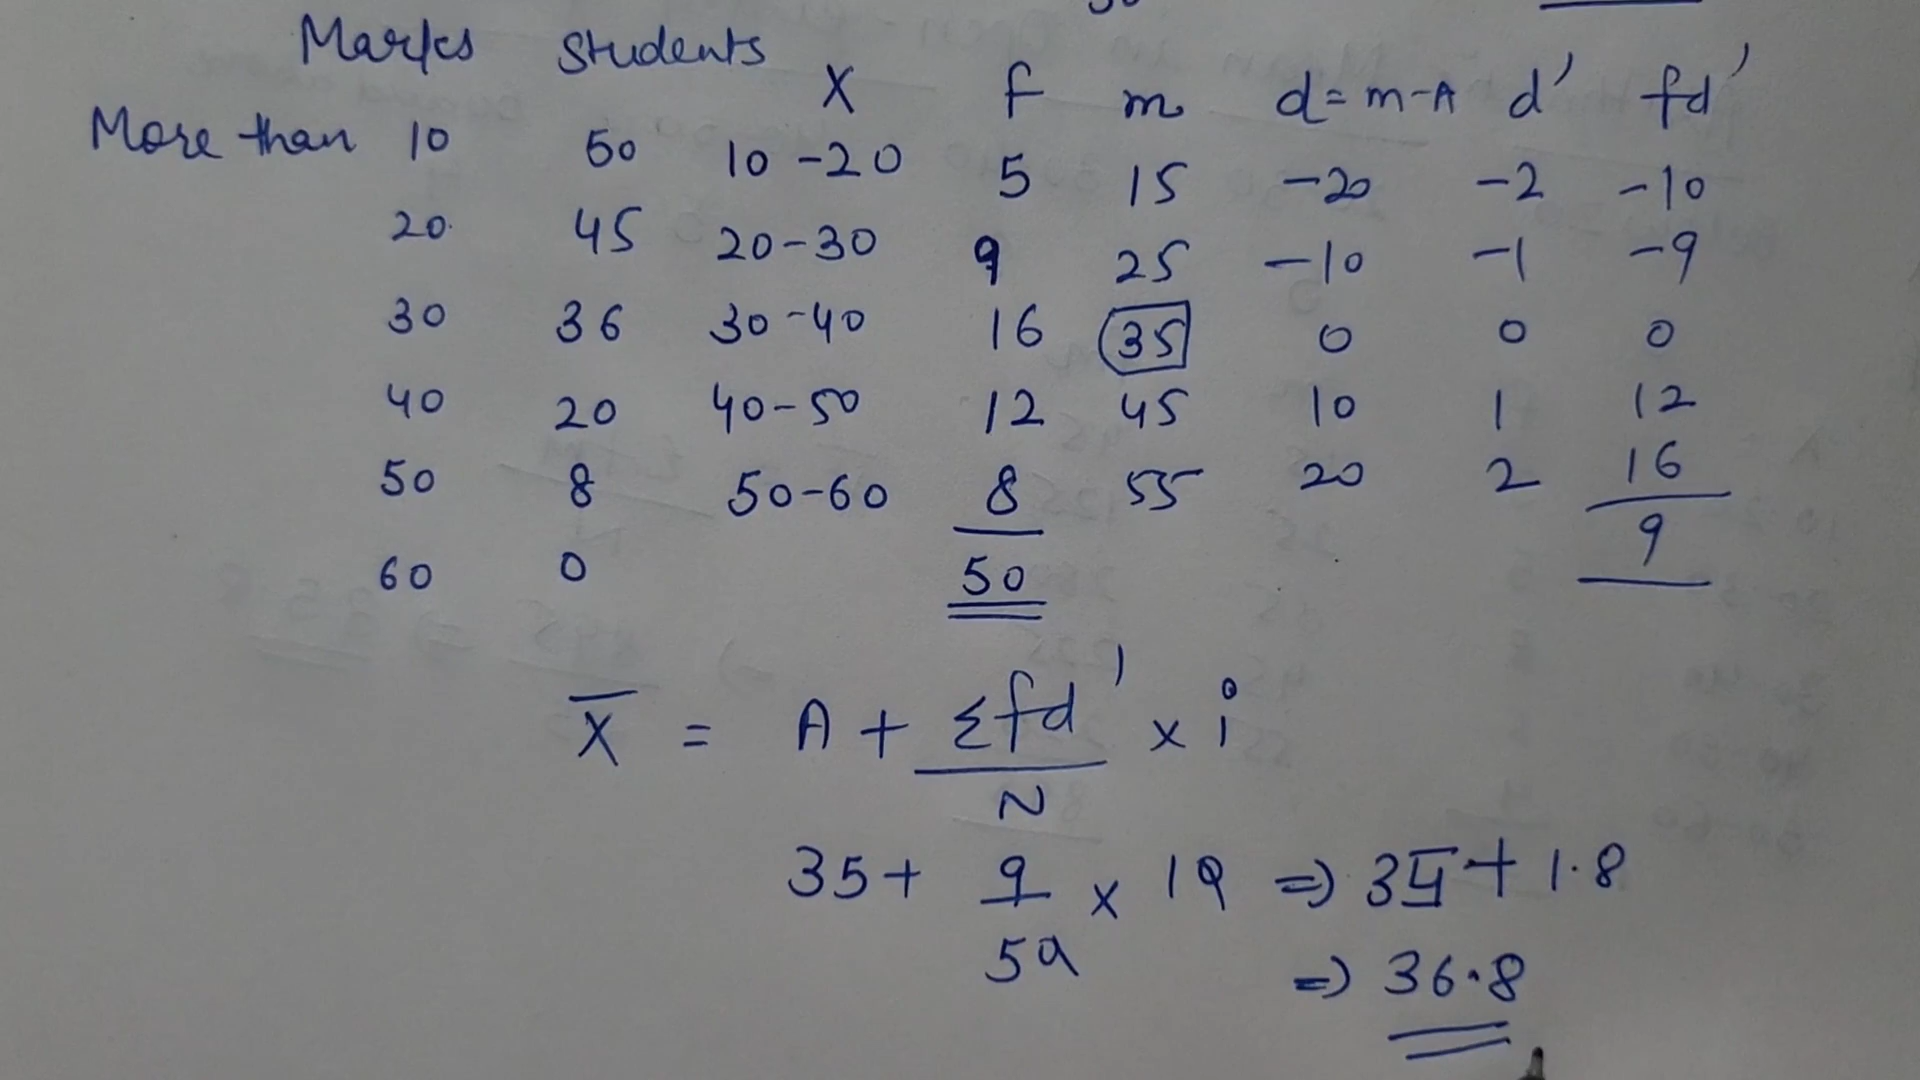 Marks Students X f m d=m-A d' fd'
More than 10 50 10-20 5 15 -20 -2 -10
20 45 20-30 9 25 -10 -1 -9
30 36 30-40 16 35 0 0 0
40 20 40-50 12 45 10 1 12
50 8 50-60 8 55 20 2 16
60 0 50 9
X̄ = A + Σfd' / N × i
35 + 9 / 50 × 10 ⇒ 35 + 1.8
⇒ 36.8